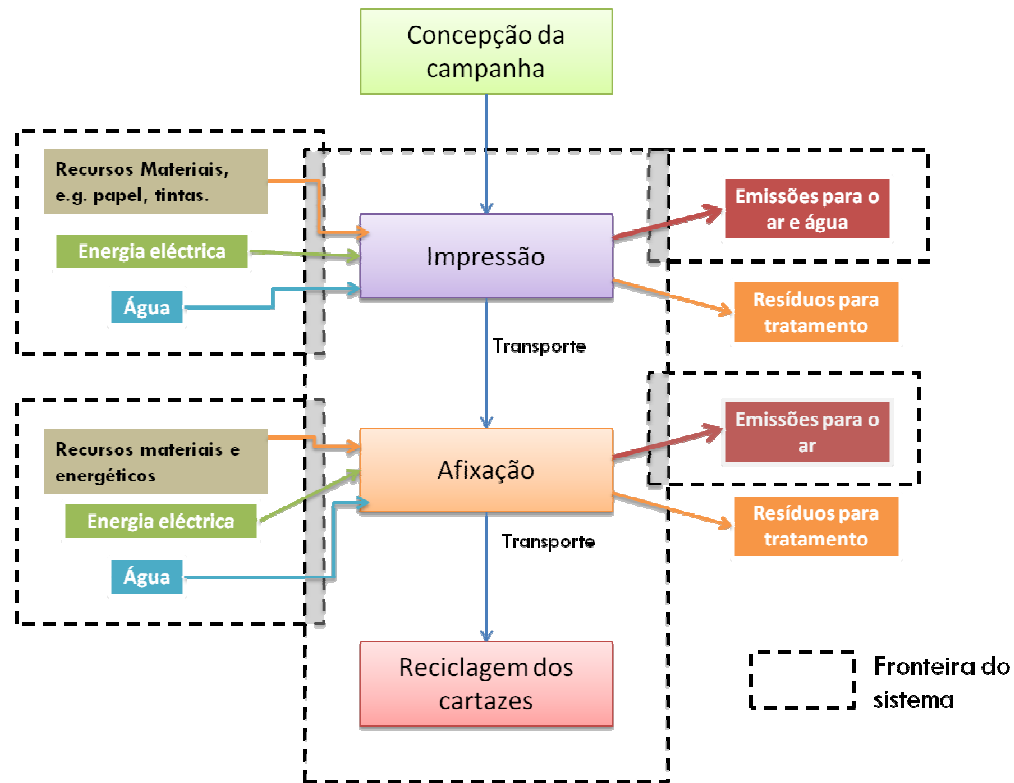 Concepção da
campanha
Recursos Materiais,
e.g. papel, tintas.
Energia eléctrica
Água
Impressão
Emissões para o
ar e água
Resíduos para
tratamento
Transporte
Recursos materiais e
energéticos
Energia eléctrica
Água
Afixação
Emissões para o
ar
Resíduos para
tratamento
Transporte
Reciclagem dos
cartazes
Fronteira do
sistema